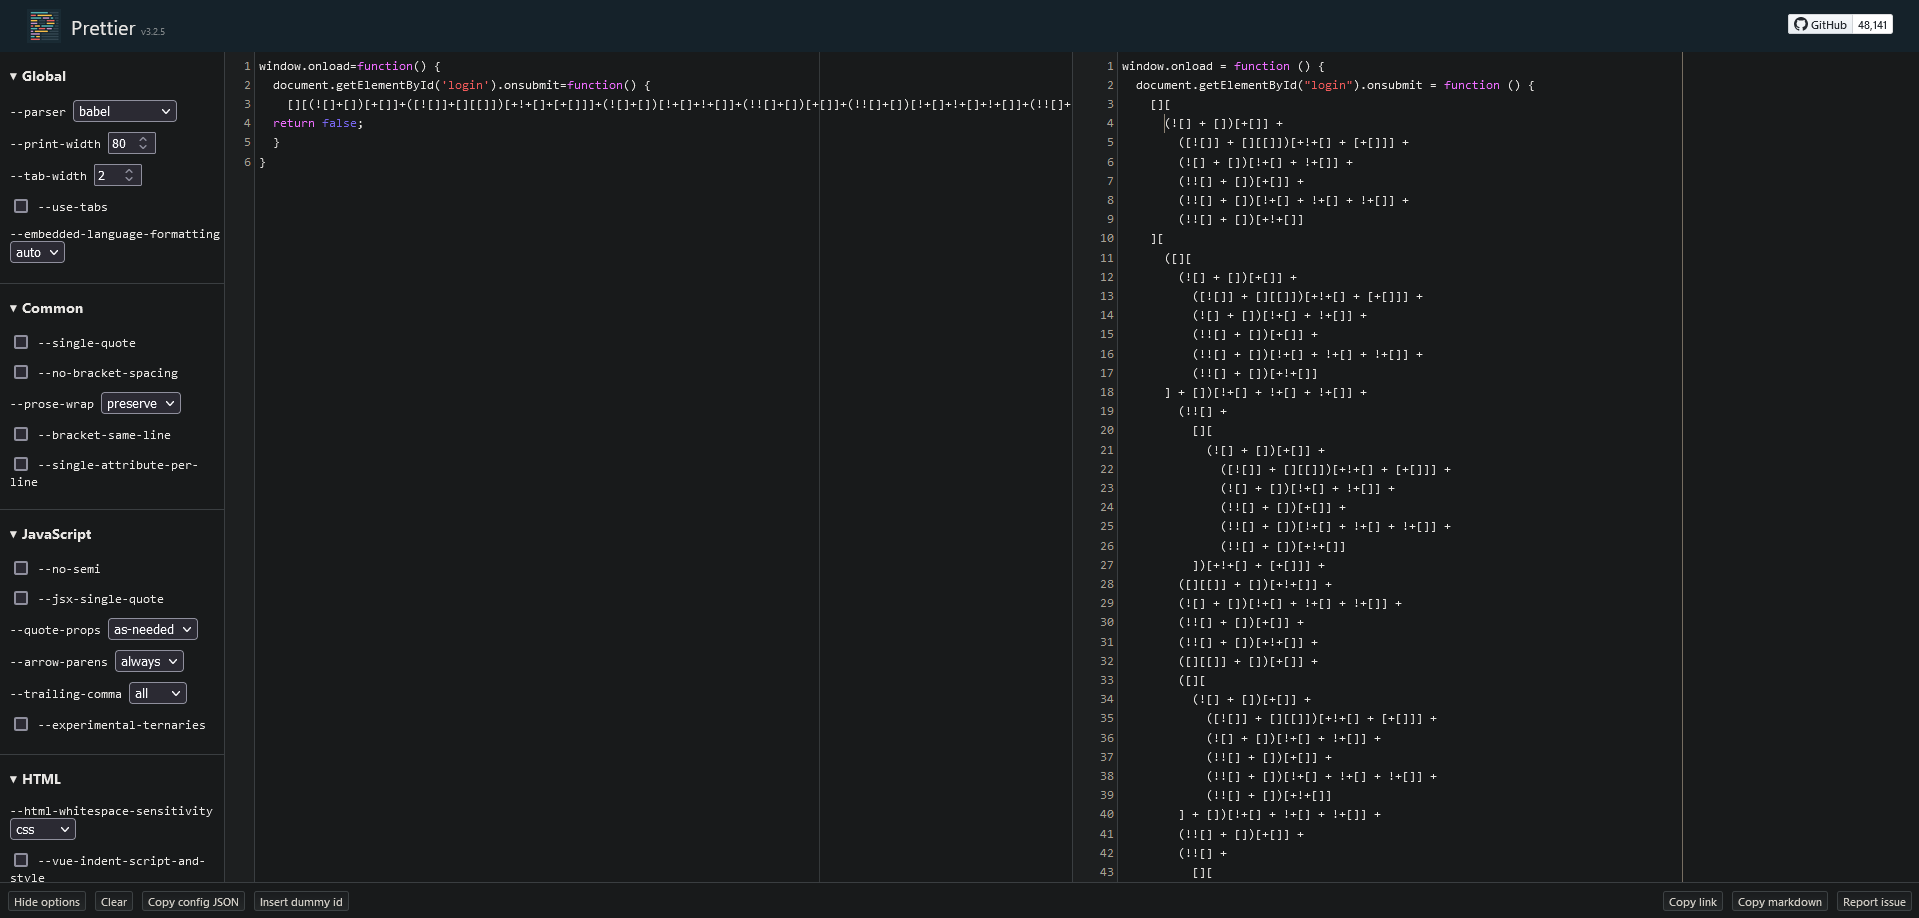 Prettier v3.2.5
GitHub 48,141
▾ Global
--parser babel
--print-width 80
--tab-width 2
--use-tabs
--embedded-language-formatting
auto
▾ Common
--single-quote
--no-bracket-spacing
--prose-wrap preserve
--bracket-same-line
--single-attribute-per-
line
▾ JavaScript
--no-semi
--jsx-single-quote
--quote-props as-needed
--arrow-parens always
--trailing-comma all
--experimental-ternaries
▾ HTML
--html-whitespace-sensitivity
css
--vue-indent-script-and-
style
1 window.onload=function() {
2 document.getElementById('login').onsubmit=function() {
3 [][(![]+[])[+[]]+([![]]+[][[]])[+!+[]+[+[]]]+(![]+[])[!+[]+!+[]]+(!![]+[])[+[]]+(!![]+[])[!+[]+!+[]+!+[]]+(!![]+
4 return false;
5 }
6 }
1 window.onload = function () {
2 document.getElementById("login").onsubmit = function () {
3 [][
4 (![] + [])[+[]] +
5 ([![]] + [][[]])[+!+[] + [+[]]] +
6 (![] + [])[!+[] + !+[]] +
7 (!![] + [])[+[]] +
8 (!![] + [])[!+[] + !+[] + !+[]] +
9 (!![] + [])[+!+[]]
10 ][
11 ([][
12 (![] + [])[+[]] +
13 ([![]] + [][[]])[+!+[] + [+[]]] +
14 (![] + [])[!+[] + !+[]] +
15 (!![] + [])[+[]] +
16 (!![] + [])[!+[] + !+[] + !+[]] +
17 (!![] + [])[+!+[]]
18 ] + [])[!+[] + !+[] + !+[]] +
19 (!![] +
20 [][
21 (![] + [])[+[]] +
22 ([![]] + [][[]])[+!+[] + [+[]]] +
23 (![] + [])[!+[] + !+[]] +
24 (!![] + [])[+[]] +
25 (!![] + [])[!+[] + !+[] + !+[]] +
26 (!![] + [])[+!+[]]
27 ])[+!+[] + [+[]]] +
28 ([][[]] + [])[+!+[]] +
29 (![] + [])[!+[] + !+[] + !+[]] +
30 (!![] + [])[+[]] +
31 (!![] + [])[+!+[]] +
32 ([][[]] + [])[+[]] +
33 ([][
34 (![] + [])[+[]] +
35 ([![]] + [][[]])[+!+[] + [+[]]] +
36 (![] + [])[!+[] + !+[]] +
37 (!![] + [])[+[]] +
38 (!![] + [])[!+[] + !+[] + !+[]] +
39 (!![] + [])[+!+[]]
40 ] + [])[!+[] + !+[] + !+[]] +
41 (!![] + [])[+[]] +
42 (!![] +
43 [][
Hide options
Clear
Copy config JSON
Insert dummy id
Copy link
Copy markdown
Report issue